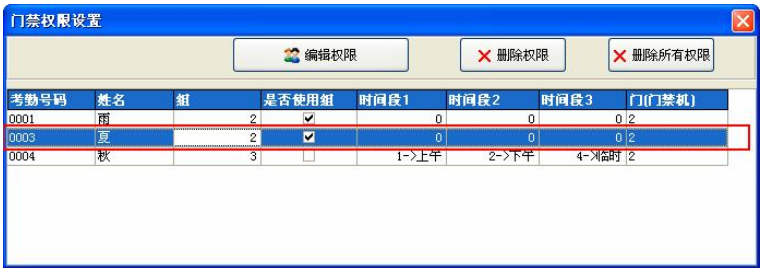 门禁权限设置
编辑权限 删除权限 删除所有权限
考勤号码 姓名 组 是否使用组 时间段1 时间段2 时间段3 门(门禁机)
0001 雨 2 0 0 0 2
0003 夏 2 0 0 0 2
0004 秋 3 1->上午 2->下午 4->临时 2